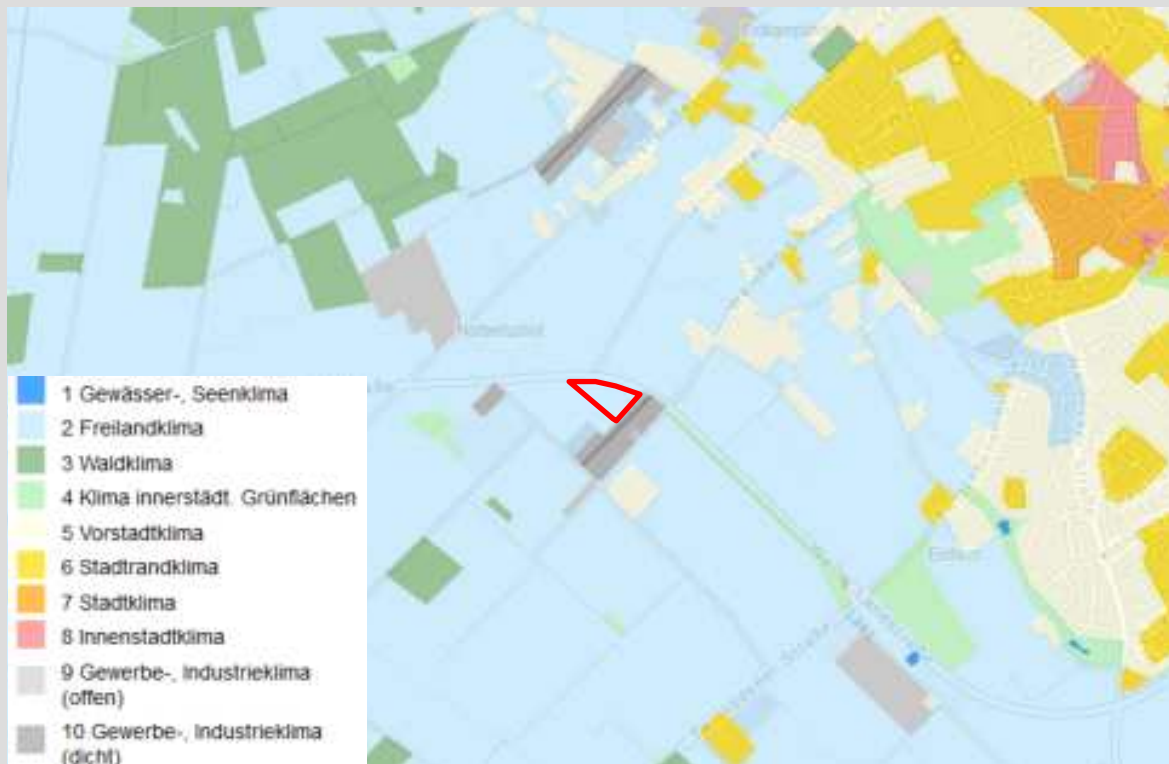 1 Gewässer-, Seenklima
2 Freilandklima
3 Waldklima
4 Klima innerstädt. Grünflächen
5 Vorstadtklima
6 Stadtrandklima
7 Stadtklima
8 Innenstadtklima
9 Gewerbe-, Industrieklima
(offen)
10 Gewerbe-, Industrieklima
(dicht)